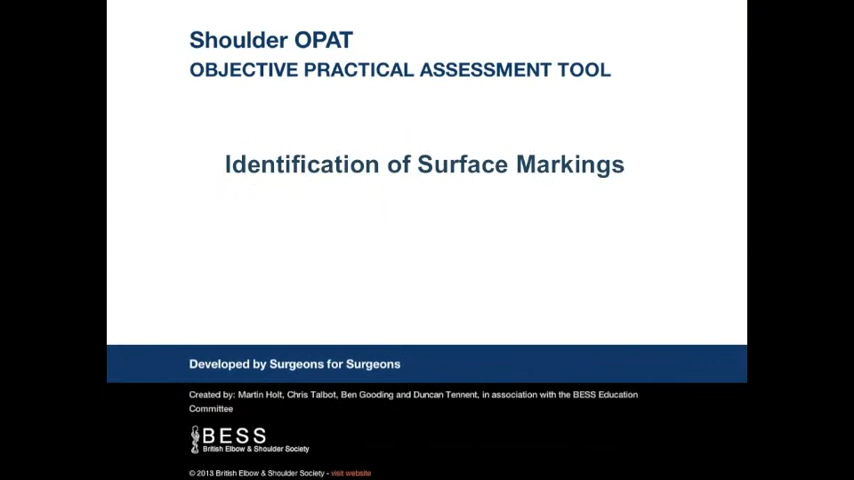 Shoulder OPAT
OBJECTIVE PRACTICAL ASSESSMENT TOOL
Identification of Surface Markings
Developed by Surgeons for Surgeons
Created by: Martin Holt, Chris Talbot, Ben Gooding and Duncan Tennent, in association with the BESS Education
Committee
BESS
British Elbow & Shoulder Society
© 2013 British Elbow & Shoulder Society - visit website